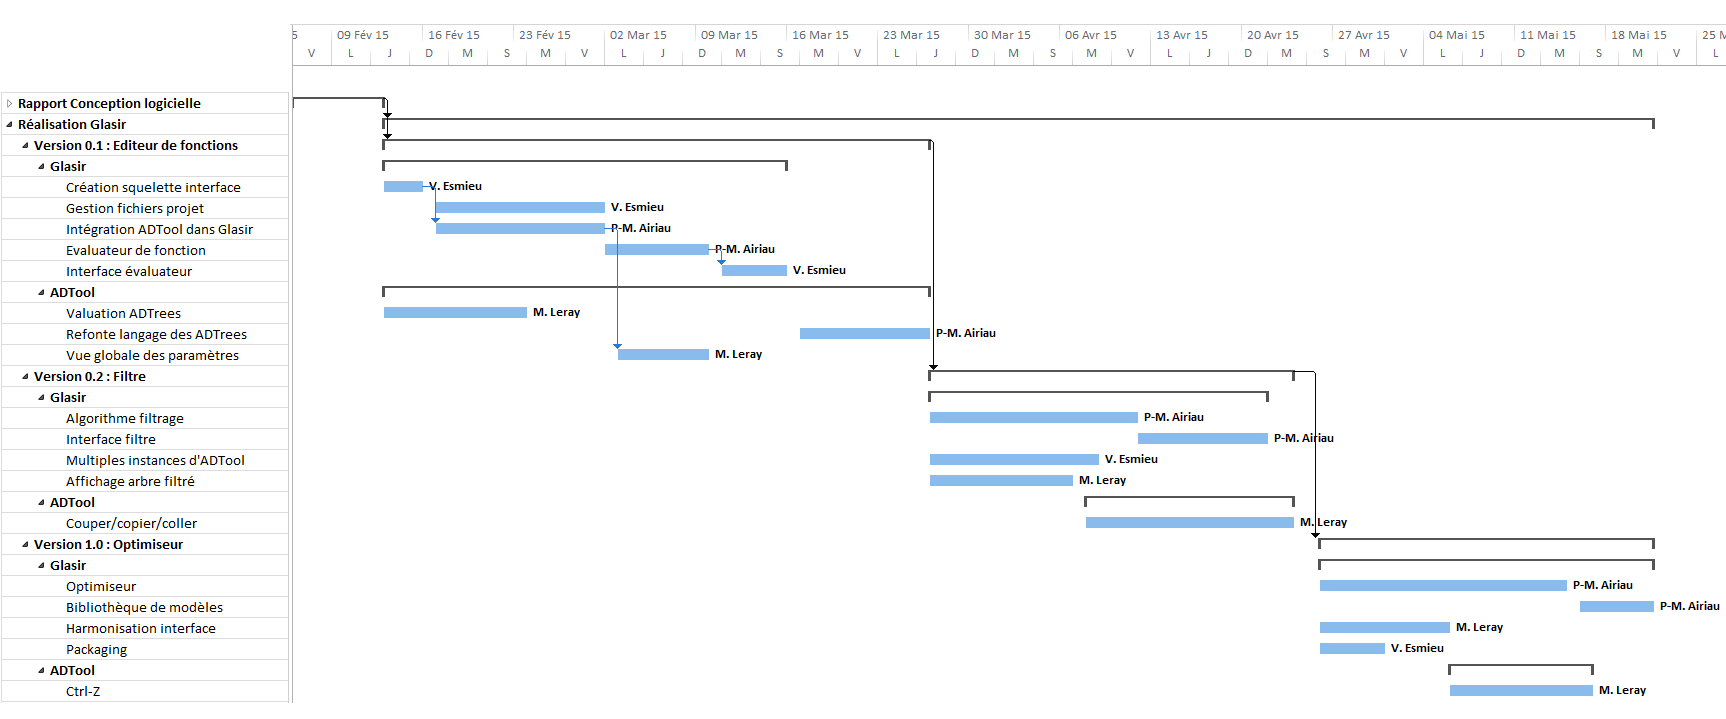 5 09 Fév 15 16 Fév 15 23 Fév 15 02 Mar 15 09 Mar 15 16 Mar 15 23 Mar 15 30 Mar 15 06 Avr 15 13 Avr 15 20 Avr 15 27 Avr 15 04 Mai 15 11 Mai 15 18 Mai 15 25 M
V L J D M S V L M D J S M V L D M S V L J D M V L J D M S M V L J D M S M V L
Rapport Conception logicielle
Réalisation Glasir
Version 0.1 : Editeur de fonctions
Glasir
Création squelette interface V. Esmieu
Gestion fichiers projet V. Esmieu
Intégration ADTool dans Glasir P-M. Airiau
Evaluateur de fonction P-M. Airiau
Interface évaluateur V. Esmieu
ADTool
Valuation ADTrees M. Leray
Refonte langage des ADTrees P-M. Airiau
Vue globale des paramètres M. Leray
Version 0.2 : Filtre
Glasir
Algorithme filtrage P-M. Airiau
Interface filtre P-M. Airiau
Multiples instances d'ADTool V. Esmieu
Affichage arbre filtré M. Leray
ADTool
Couper/copier/coller M. Leray
Version 1.0 : Optimiseur
Glasir
Optimiseur P-M. Airiau
Bibliothèque de modèles P-M. Airiau
Harmonisation interface M. Leray
Packaging V. Esmieu
ADTool
Ctrl-Z M. Leray